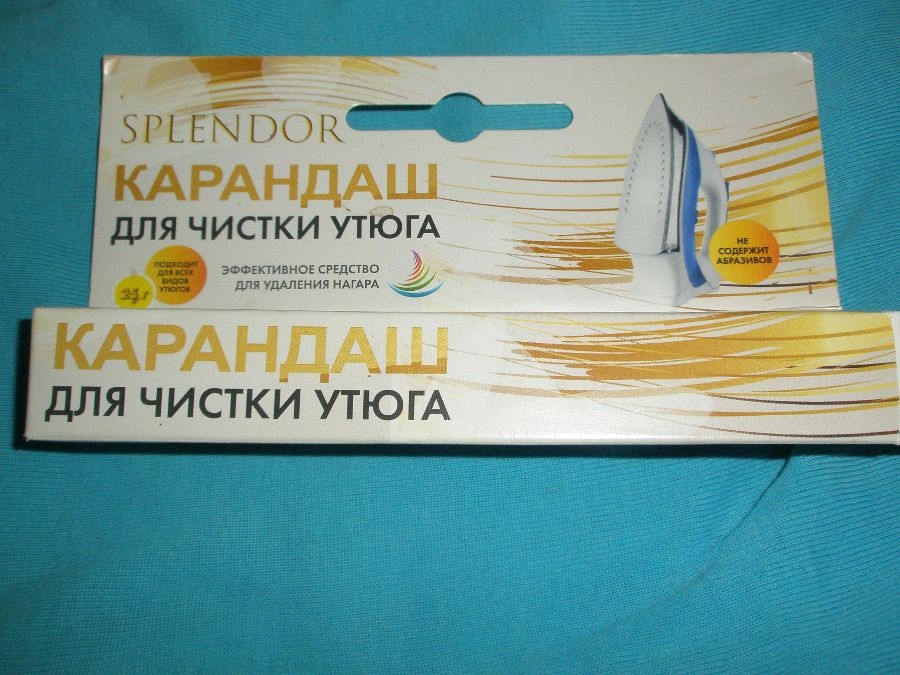 SPLENDOR
КАРАНДАШ
ДЛЯ ЧИСТКИ УТЮГА
ПОДХОДИТ
ДЛЯ ВСЕХ
ВИДОВ
УТЮГОВ
ЭФФЕКТИВНОЕ СРЕДСТВО
ДЛЯ УДАЛЕНИЯ НАГАРА
НЕ
СОДЕРЖИТ
АБРАЗИВОВ
КАРАНДАШ
ДЛЯ ЧИСТКИ УТЮГА